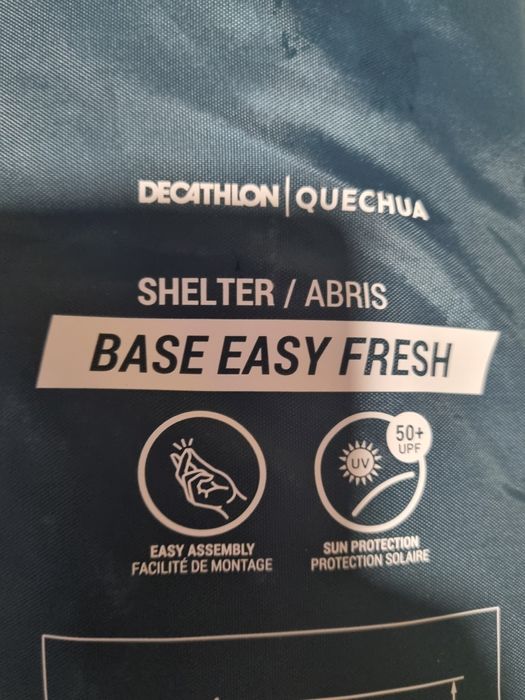 DECATHLON | QUECHUA
SHELTER / ABRIS
BASE EASY FRESH
50+
UPF
UV
EASY ASSEMBLY
FACILITÉ DE MONTAGE
SUN PROTECTION
PROTECTION SOLAIRE